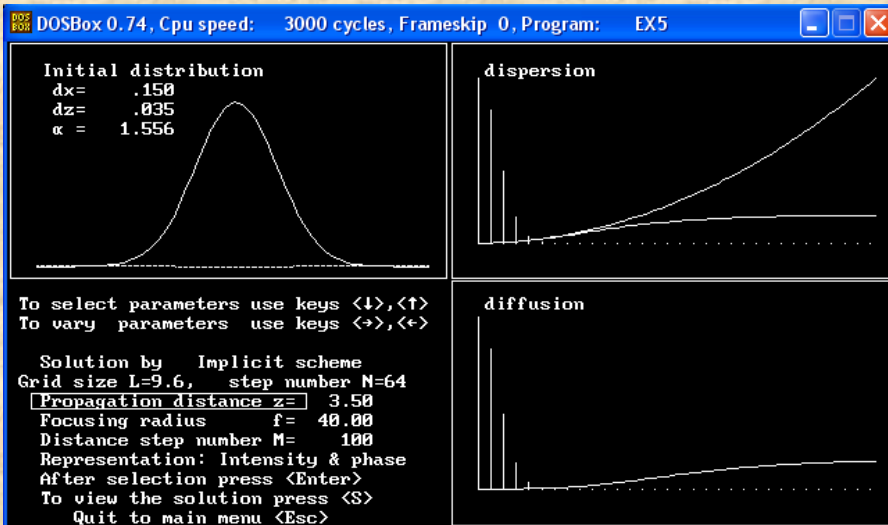 DOSBox 0.74, Cpu speed: 3000 cycles, Frameskip 0, Program: EX5
Initial distribution
dx= .150
dz= .035
α = 1.556
dispersion
To select parameters use keys <↓>,<↑>
To vary parameters use keys <→>,<←>
Solution by Implicit scheme
Grid size L=9.6, step number N=64
Propagation distance z= 3.50
Focusing radius f= 40.00
Distance step number M= 100
Representation: Intensity & phase
After selection press <Enter>
To view the solution press <S>
Quit to main menu <Esc>
diffusion